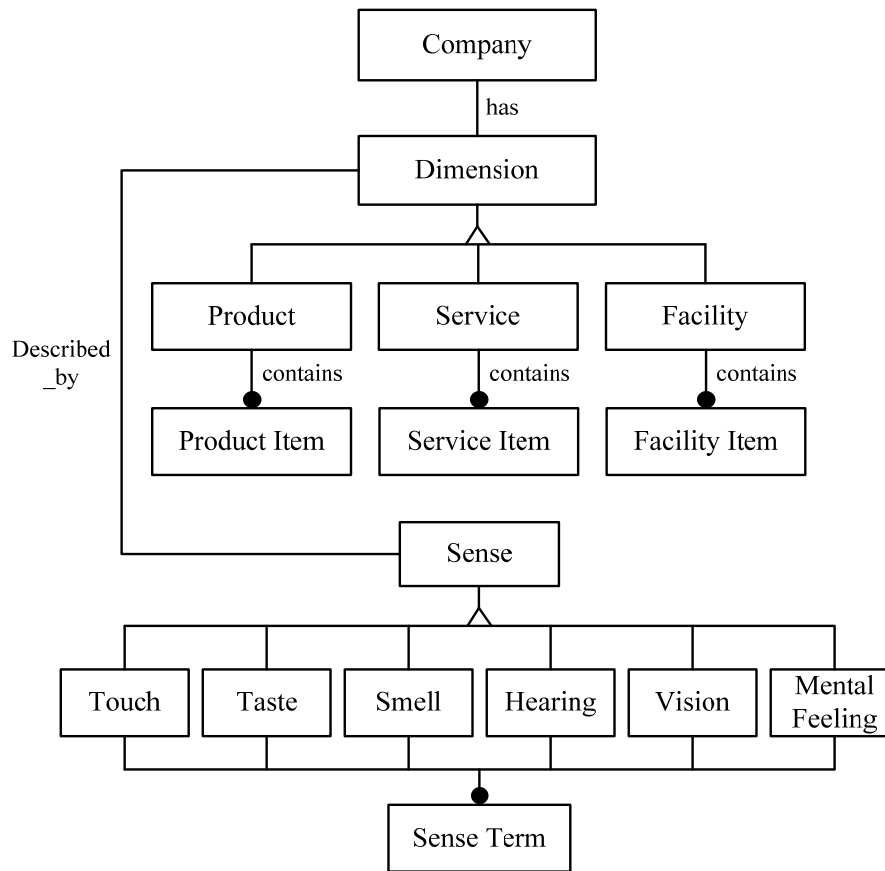 Company
has
Dimension
Product
Service
Facility
Described
_by
contains
contains
contains
Product Item
Service Item
Facility Item
Sense
Touch
Taste
Smell
Hearing
Vision
Mental
Feeling
Sense Term